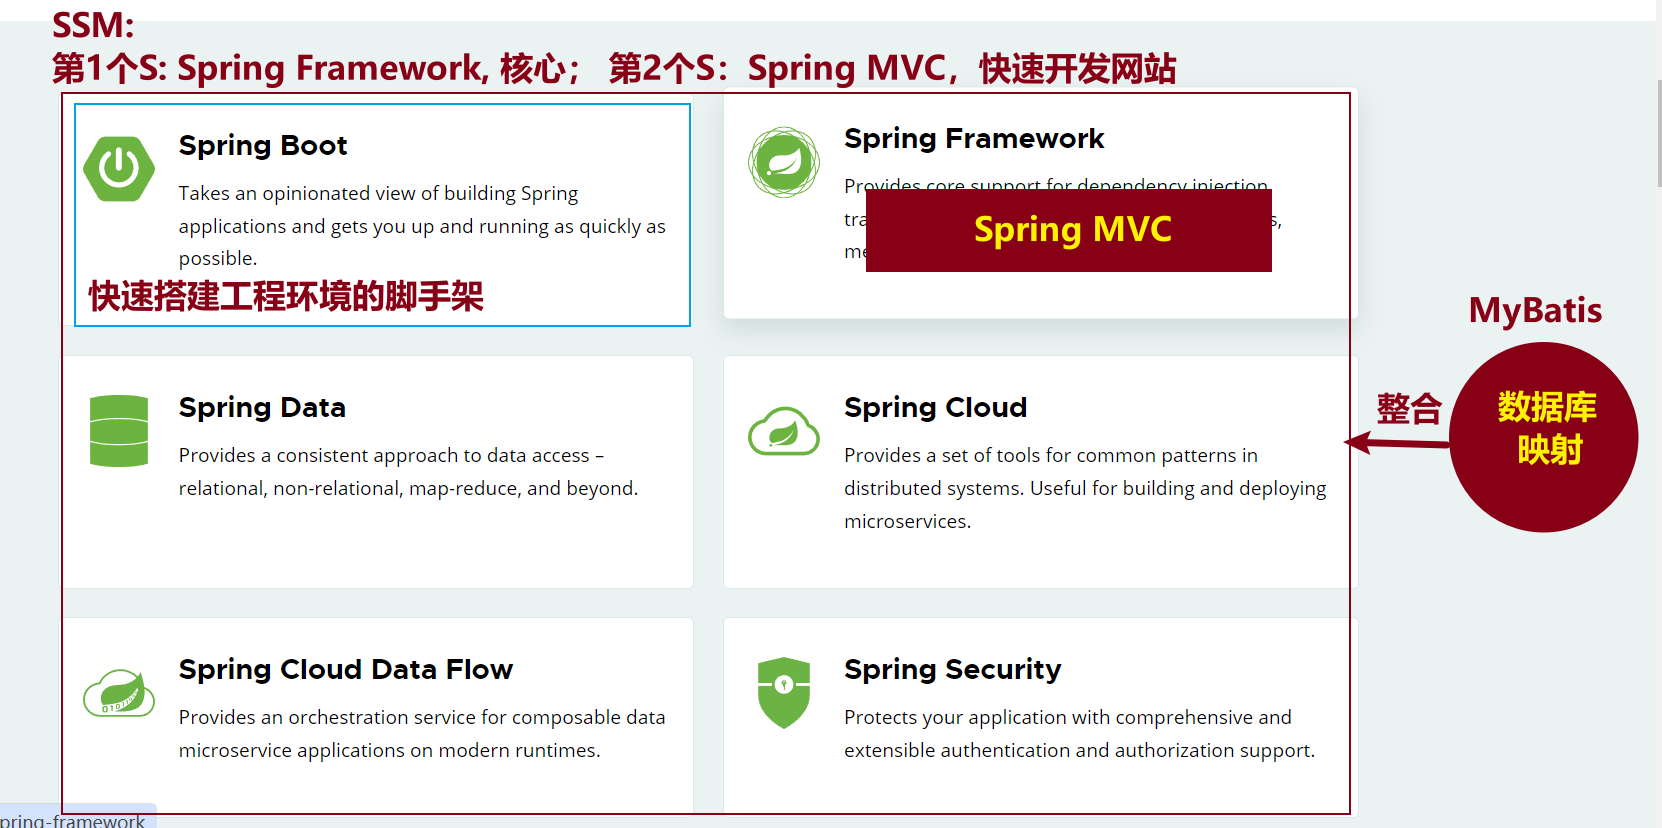 SSM:
第1个S: Spring Framework, 核心； 第2个S：Spring MVC，快速开发网站
Spring Boot
Takes an opinionated view of building Spring
applications and gets you up and running as quickly as
possible.
快速搭建工程环境的脚手架
Spring Framework
Provides core support for dependency injection,
Spring MVC
Spring Data
Provides a consistent approach to data access –
relational, non-relational, map-reduce, and beyond.
Spring Cloud
Provides a set of tools for common patterns in
distributed systems. Useful for building and deploying
microservices.
MyBatis
整合
数据库
映射
Spring Cloud Data Flow
Provides an orchestration service for composable data
microservice applications on modern runtimes.
Spring Security
Protects your application with comprehensive and
extensible authentication and authorization support.
pring-framework